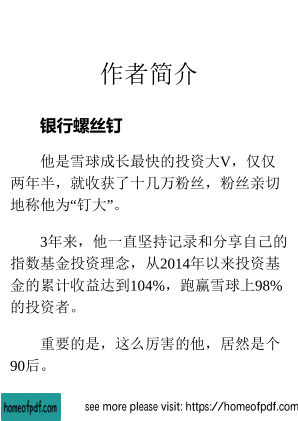 作者简介
银行螺丝钉
他是雪球成长最快的投资大V，仅仅
两年半，就收获了十几万粉丝，粉丝亲切
地称他为“钉大”。
3年来，他一直坚持记录和分享自己的
指数基金投资理念，从2014年以来投资基
金的累计收益达到104%，跑赢雪球上98%
的投资者。
重要的是，这么厉害的他，居然是个
90后。
homeofpdf.com
see more please visit: https://homeofpdf.com